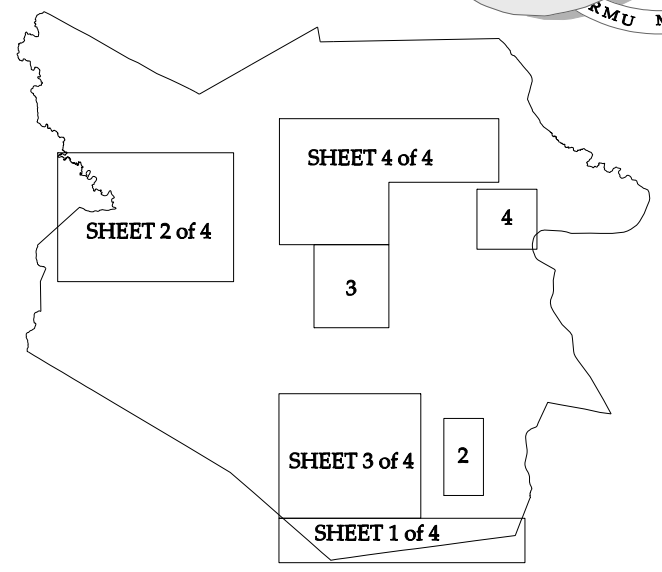 RMU N
SHEET 4 of 4
4
SHEET 2 of 4
3
2
SHEET 3 of 4
SHEET 1 of 4